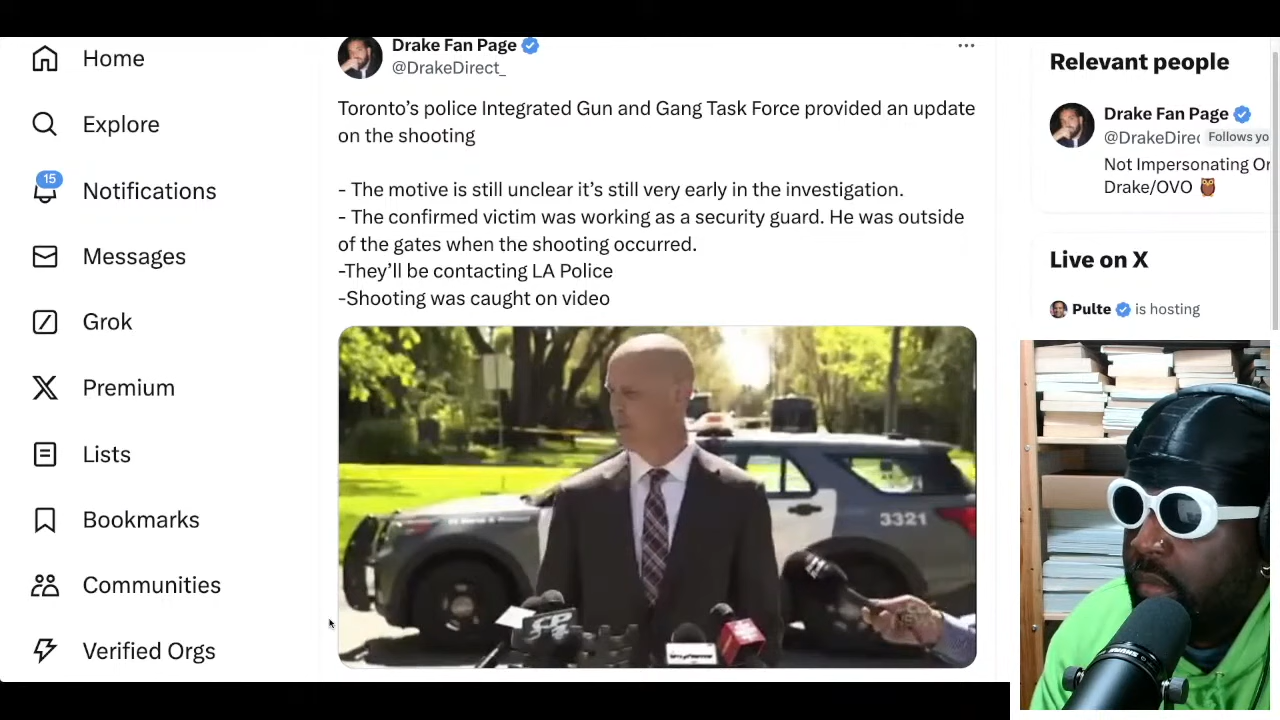 Home
Explore
15
Notifications
Messages
Grok
Premium
Lists
Bookmarks
Communities
Verified Orgs
Drake Fan Page
@DrakeDirect_
Toronto’s police Integrated Gun and Gang Task Force provided an update
on the shooting
- The motive is still unclear it’s still very early in the investigation.
- The confirmed victim was working as a security guard. He was outside
of the gates when the shooting occurred.
-They’ll be contacting LA Police
-Shooting was caught on video
3321
CP
Relevant people
Drake Fan Page
@DrakeDirec Follows yo
Not Impersonating Or
Drake/OVO
Live on X
Pulte is hosting